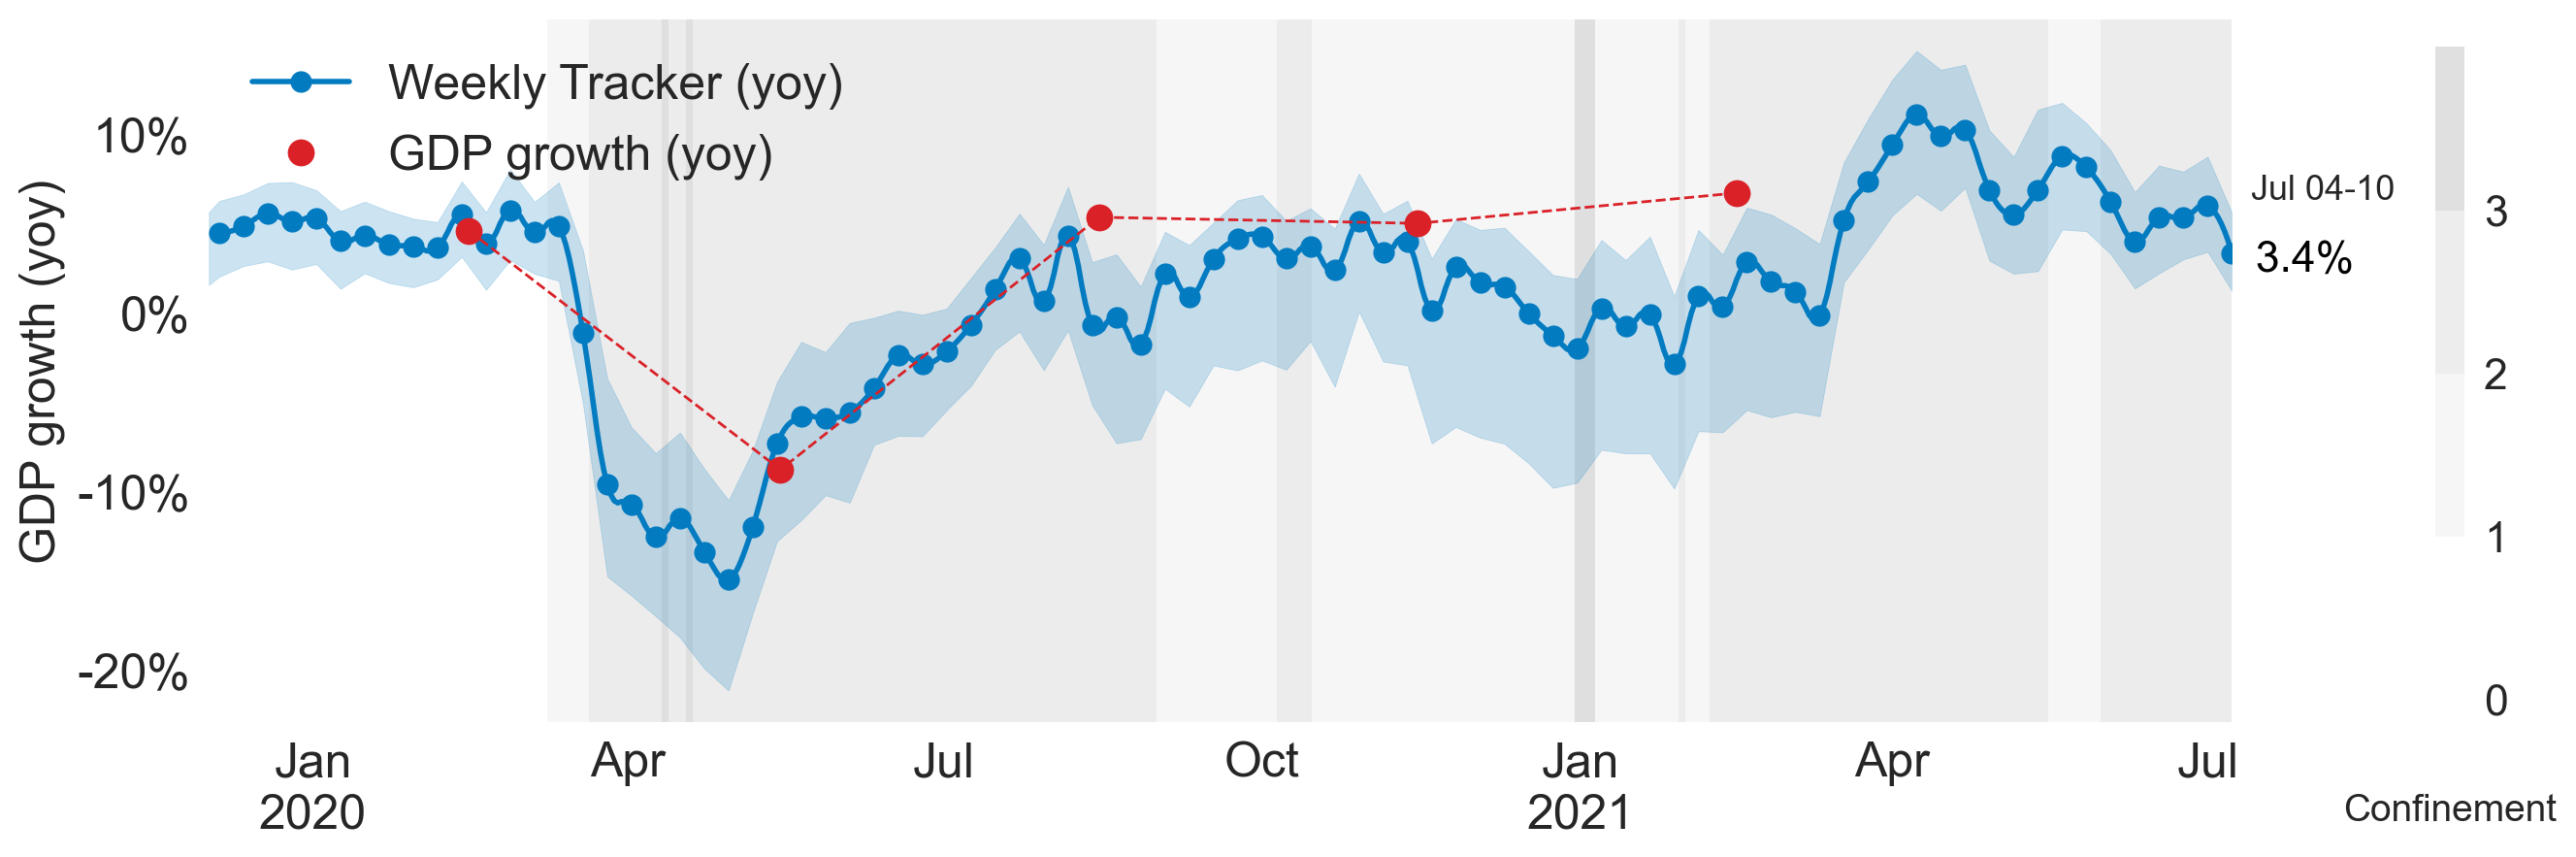 Weekly Tracker (yoy)
GDP growth (yoy)
GDP growth (yoy)
10%
0%
-10%
-20%
Jan
2020
Apr
Jul
Oct
Jan
2021
Apr
Jul
Jul 04-10
3.4%
3
2
1
0
Confinement